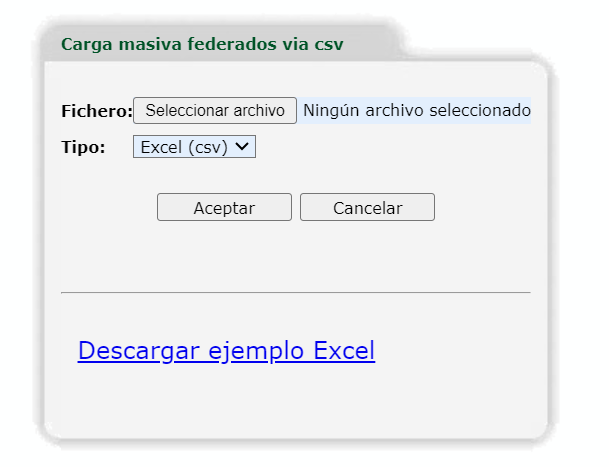 Carga masiva federados via csv
Fichero: Seleccionar archivo Ningún archivo seleccionado
Tipo: Excel (csv)
Aceptar Cancelar
Descargar ejemplo Excel